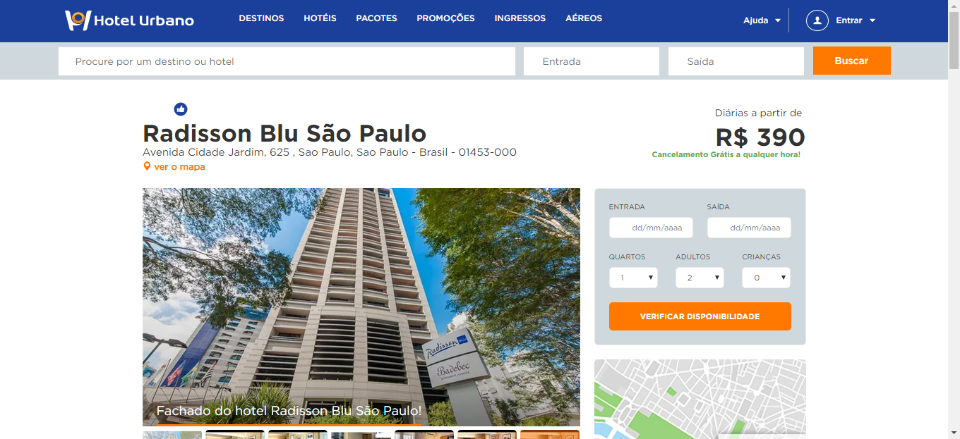 Hotel Urbano
DESTINOS HOTÉIS PACOTES PROMOÇÕES INGRESSOS AÉREOS
Ajuda Entrar
Procure por um destino ou hotel Entrada Saída Buscar
Radisson Blu São Paulo
Avenida Cidade Jardim, 625 , Sao Paulo, Sao Paulo - Brasil - 01453-000
ver o mapa
Diárias a partir de
R$ 390
Cancelamento Grátis a qualquer hora!
ENTRADA SAÍDA
dd/mm/aaaa dd/mm/aaaa
QUARTOS ADULTOS CRIANÇAS
1 2 0
VERIFICAR DISPONIBILIDADE
Radisson
Badebec
Fachado do hotel Radisson Blu São Paulo!